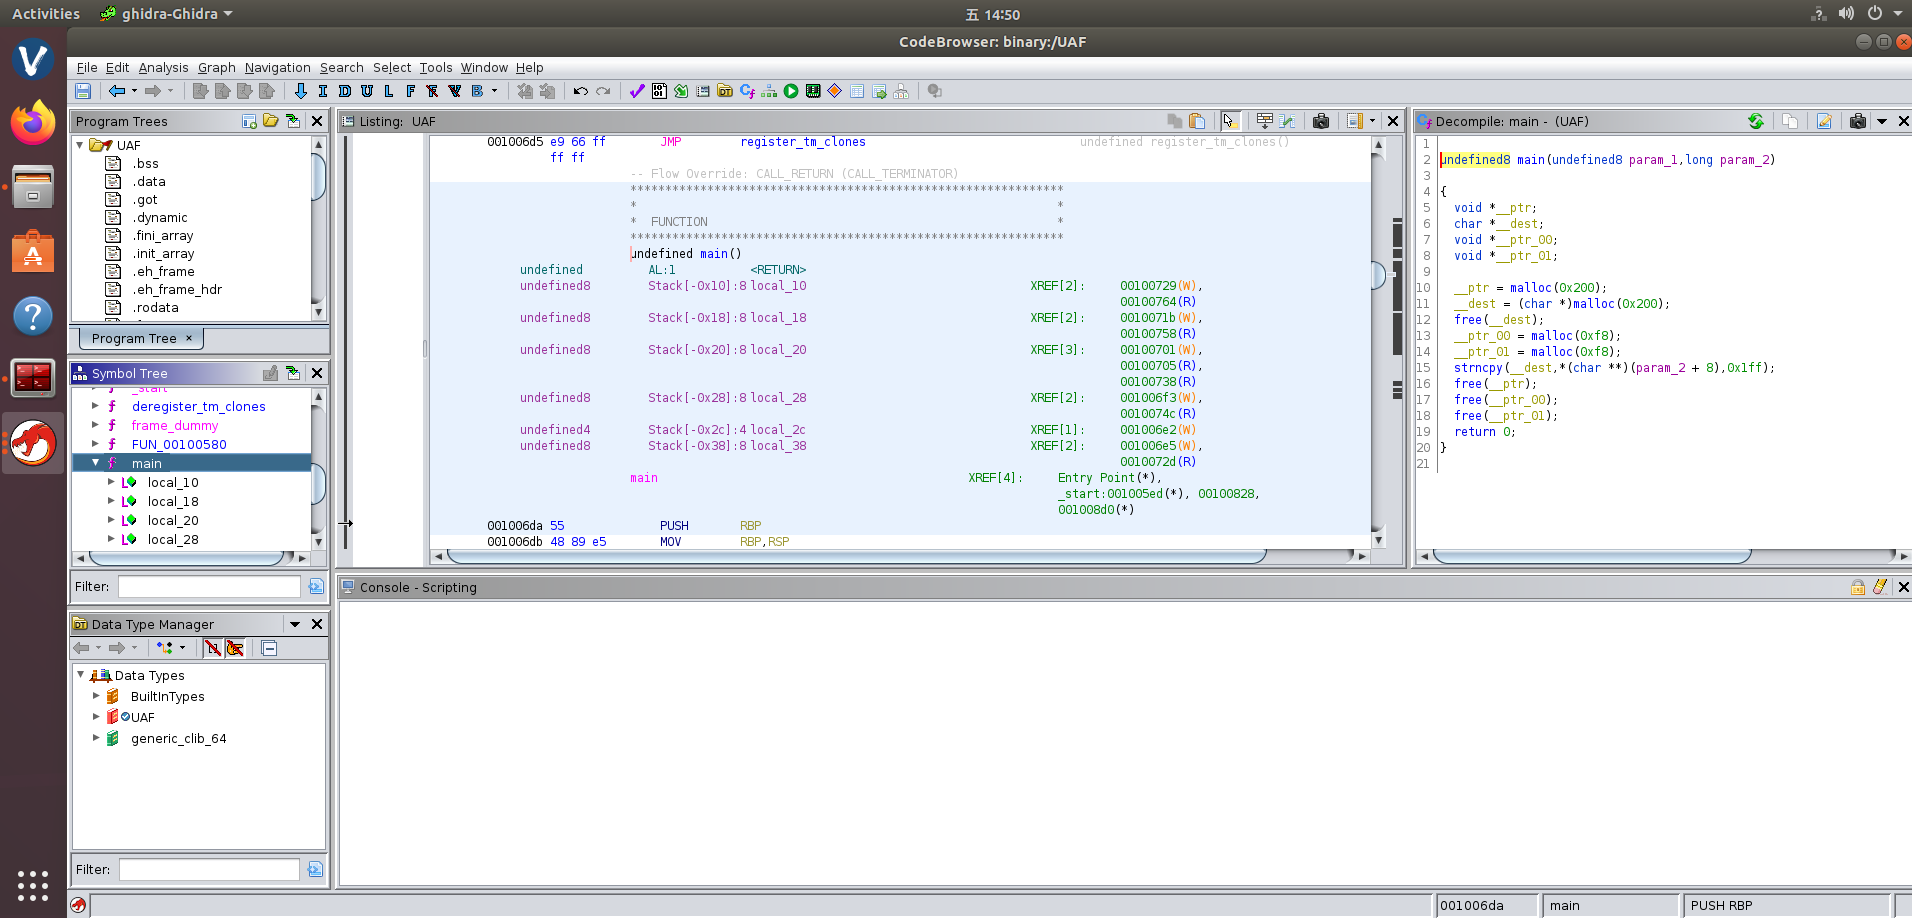 Activities
ghidra-Ghidra
五 14:50
CodeBrowser: binary:/UAF
File Edit Analysis Graph Navigation Search Select Tools Window Help
I D U L F B
Program Trees
UAF
.bss
.data
.got
.dynamic
.fini_array
.init_array
.eh_frame
.eh_frame_hdr
.rodata
Program Tree ×
Symbol Tree
_start
deregister_tm_clones
frame_dummy
FUN_00100580
main
local_10
local_18
local_20
local_28
Filter:
Data Type Manager
Data Types
BuiltInTypes
UAF
generic_clib_64
Filter:
Listing: UAF
001006d5 e9 66 ff JMP register_tm_clones undefined register_tm_clones()
ff ff
-- Flow Override: CALL_RETURN (CALL_TERMINATOR)
**************************************************************
* *
* FUNCTION *
**************************************************************
undefined main()
undefined AL:1 <RETURN>
undefined8 Stack[-0x10]:8 local_10 XREF[2]: 00100729(W),
00100764(R)
undefined8 Stack[-0x18]:8 local_18 XREF[2]: 0010071b(W),
00100758(R)
undefined8 Stack[-0x20]:8 local_20 XREF[3]: 00100701(W),
00100705(R),
00100738(R)
undefined8 Stack[-0x28]:8 local_28 XREF[2]: 001006f3(W),
0010074c(R)
undefined4 Stack[-0x2c]:4 local_2c XREF[1]: 001006e2(W)
undefined8 Stack[-0x38]:8 local_38 XREF[2]: 001006e5(W),
0010072d(R)
main XREF[4]: Entry Point(*),
_start:001005ed(*), 00100828,
001008d0(*)
001006da 55 PUSH RBP
001006db 48 89 e5 MOV RBP,RSP
Decompile: main - (UAF)
1
2 undefined8 main(undefined8 param_1,long param_2)
3
4 {
5 void *__ptr;
6 char *__dest;
7 void *__ptr_00;
8 void *__ptr_01;
9
10 __ptr = malloc(0x200);
11 __dest = (char *)malloc(0x200);
12 free(__dest);
13 __ptr_00 = malloc(0xf8);
14 __ptr_01 = malloc(0xf8);
15 strncpy(__dest,*(char **)(param_2 + 8),0x1ff);
16 free(__ptr);
17 free(__ptr_00);
18 free(__ptr_01);
19 return 0;
20 }
21
Console - Scripting
001006da
main
PUSH RBP